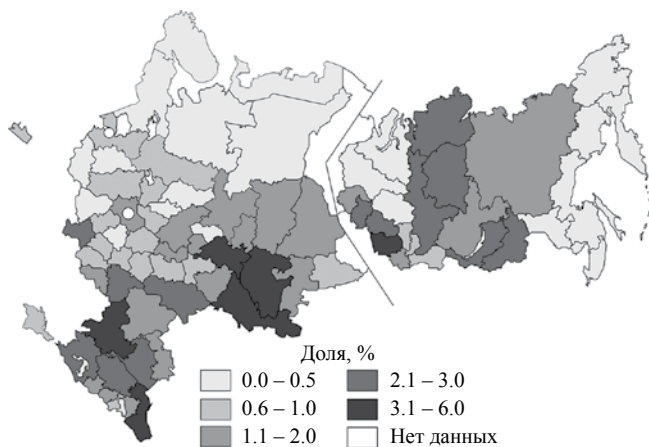 Доля, %
0.0 – 0.5
2.1 – 3.0
0.6 – 1.0
3.1 – 6.0
1.1 – 2.0
Нет данных